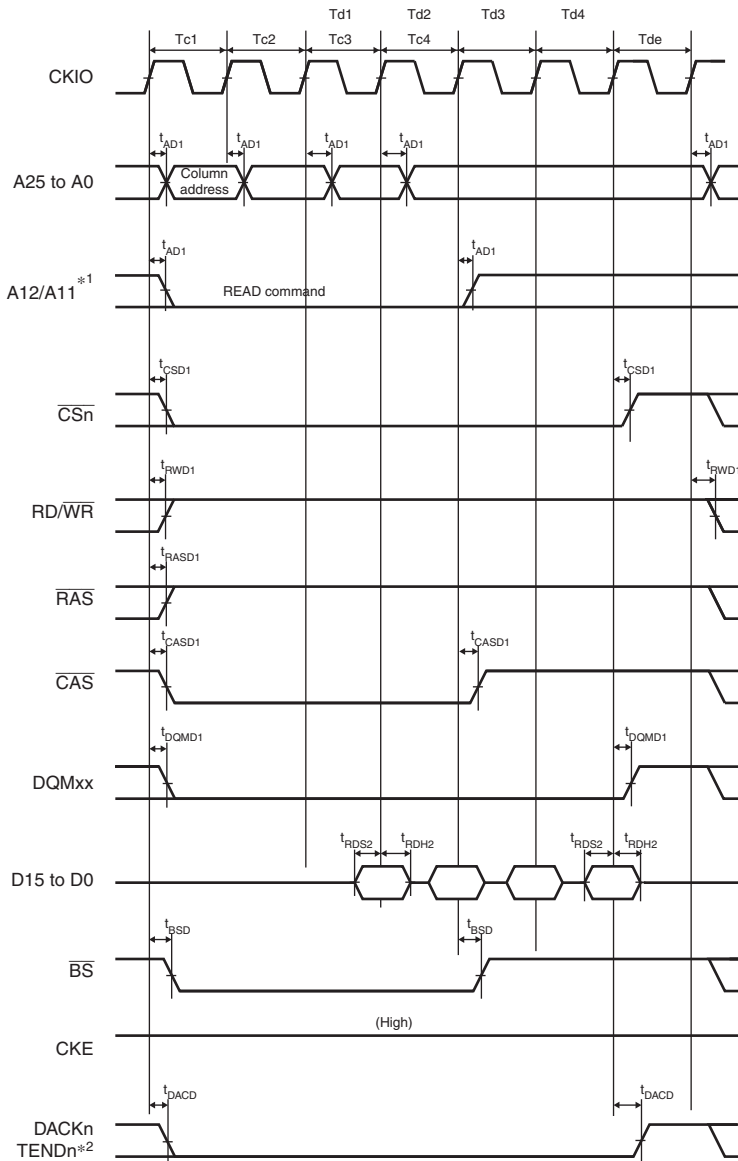 Td1 Td2 Td3 Td4
Tc1 Tc2 Tc3 Tc4 Tde
CKIO
tAD1 tAD1 tAD1 tAD1 tAD1
A25 to A0
Column
address
tAD1 tAD1
A12/A11*1
READ command
tCSD1 tCSD1
CSn
tRWD1 tRWD1
RD/WR
tRASD1
RAS
tCASD1 tCASD1
CAS
tDQMD1 tDQMD1
DQMxx
tRDS2 tRDH2 tRDS2 tRDH2
D15 to D0
tBSD tBSD
BS
(High)
CKE
tDACD tDACD
DACKn
TENDn*2